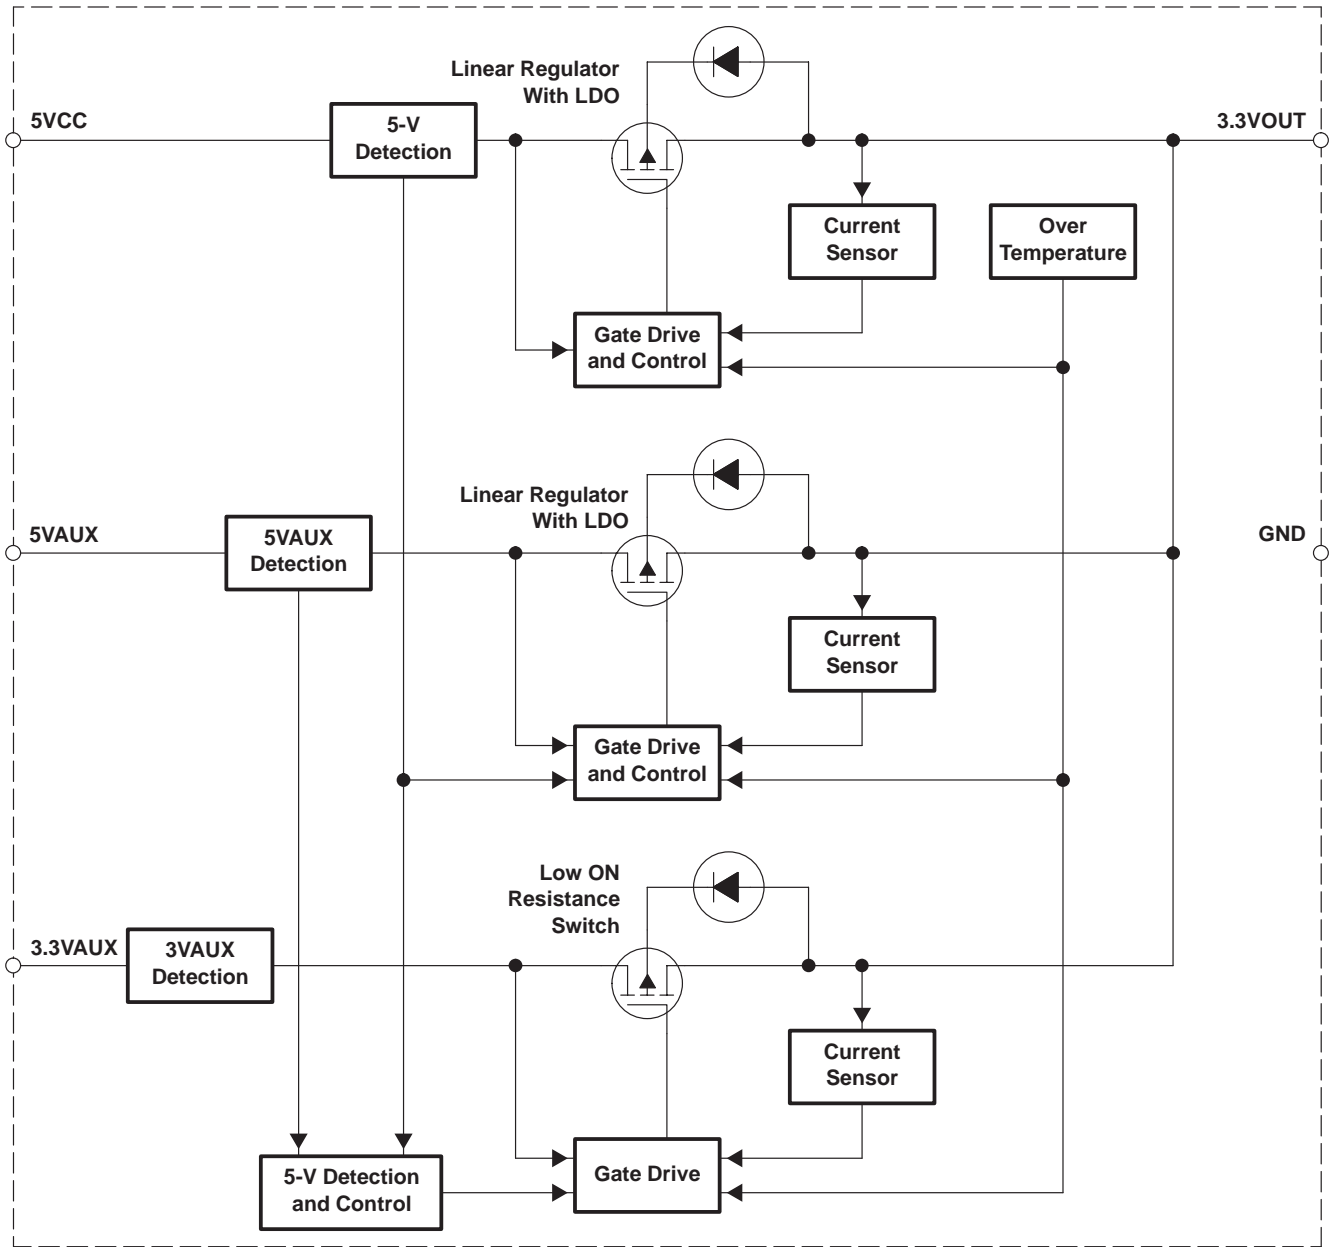 Linear Regulator
With LDO
5VCC
5-V
Detection
3.3VOUT
Current
Sensor
Over
Temperature
Gate Drive
and Control
Linear Regulator
With LDO
5VAUX
5VAUX
Detection
GND
Current
Sensor
Gate Drive
and Control
Low ON
Resistance
Switch
3.3VAUX
3VAUX
Detection
Current
Sensor
5-V Detection
and Control
Gate Drive